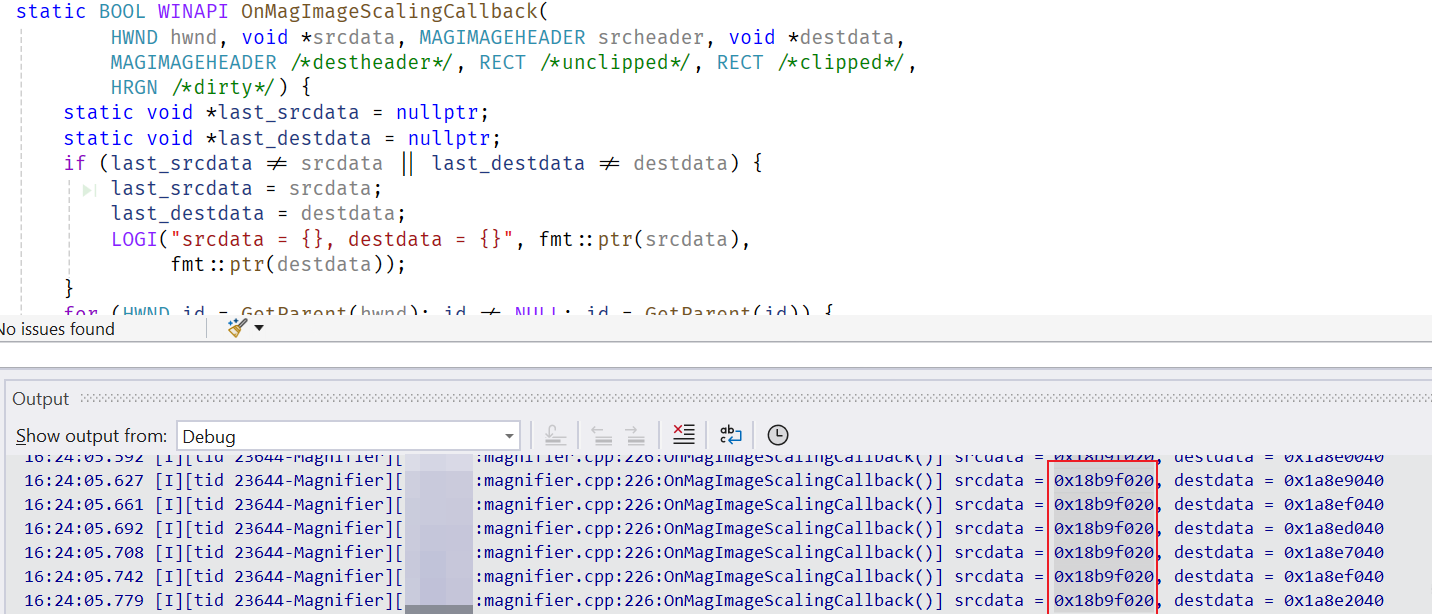 static BOOL WINAPI OnMagImageScalingCallback(
HWND hwnd, void *srcdata, MAGIMAGEHEADER srcheader, void *destdata,
MAGIMAGEHEADER /*destheader*/, RECT /*unclipped*/, RECT /*clipped*/,
HRGN /*dirty*/) {
static void *last_srcdata = nullptr;
static void *last_destdata = nullptr;
if (last_srcdata ≠ srcdata || last_destdata ≠ destdata) {
last_srcdata = srcdata;
last_destdata = destdata;
LOGI("srcdata = {}, destdata = {}", fmt::ptr(srcdata),
fmt::ptr(destdata));
}
for (HWND id = GetParent(hwnd); id ≠ NULL; id = GetParent(id)) {
No issues found
Output
Show output from: Debug
16:24:05.592 [I][tid 23644-Magnifier][ :magnifier.cpp:226:OnMagImageScalingCallback()] srcdata = 0x18b9f020, destdata = 0x1a8e0040
16:24:05.627 [I][tid 23644-Magnifier][ :magnifier.cpp:226:OnMagImageScalingCallback()] srcdata = 0x18b9f020, destdata = 0x1a8e9040
16:24:05.661 [I][tid 23644-Magnifier][ :magnifier.cpp:226:OnMagImageScalingCallback()] srcdata = 0x18b9f020, destdata = 0x1a8ef040
16:24:05.692 [I][tid 23644-Magnifier][ :magnifier.cpp:226:OnMagImageScalingCallback()] srcdata = 0x18b9f020, destdata = 0x1a8ed040
16:24:05.708 [I][tid 23644-Magnifier][ :magnifier.cpp:226:OnMagImageScalingCallback()] srcdata = 0x18b9f020, destdata = 0x1a8e7040
16:24:05.742 [I][tid 23644-Magnifier][ :magnifier.cpp:226:OnMagImageScalingCallback()] srcdata = 0x18b9f020, destdata = 0x1a8ef040
16:24:05.779 [I][tid 23644-Magnifier][ :magnifier.cpp:226:OnMagImageScalingCallback()] srcdata = 0x18b9f020, destdata = 0x1a8e2040